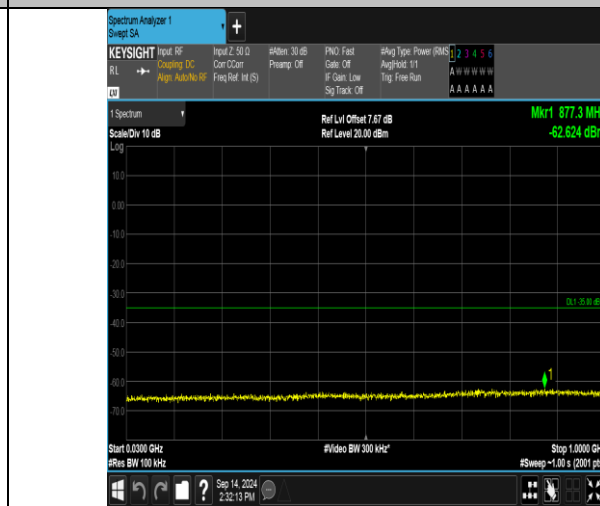 Spectrum Analyzer 1
Swept SA
+
KEYSIGHT Input: RF Input Z: 50 Ω #Atten: 30 dB PNO: Fast #Avg Type: Power (RMS 1 2 3 4 5 6
RL Coupling: DC Corr CCorr Preamp: Off Gate: Off Avg|Hold: 1/1 A W W W W W
Align: Auto/No RF Freq Ref: Int (S) IF Gain: Low Trig: Free Run
LXI Sig Track: Off A A A A A A
1 Spectrum Ref Lvl Offset 7.67 dB Mkr1 877.3 MH
Scale/Div 10 dB Ref Level 20.00 dBm -62.624 dBr
Log
10.0
0.00
-10.0
-20.0
-30.0
DL1 -35.00 dB
-40.0
-50.0
-60.0
1
-70.0
Start 0.0300 GHz #Video BW 300 kHz* Stop 1.0000 GH
#Res BW 100 kHz #Sweep ~1.00 s (2001 pt
? Sep 14, 2024
2:32:13 PM